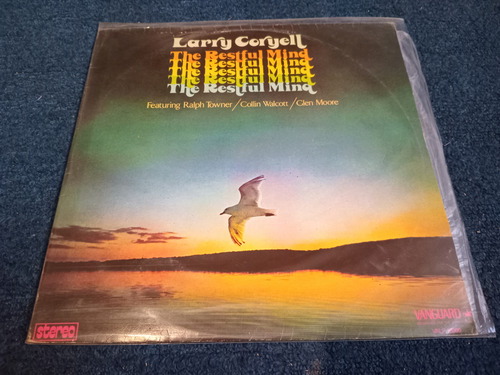 Larry Coryell
The Restful Mind
The Restful Mind
The Restful Mind
The Restful Mind
Featuring Ralph Towner/Collin Walcott/Glen Moore
stereo
VANGUARD